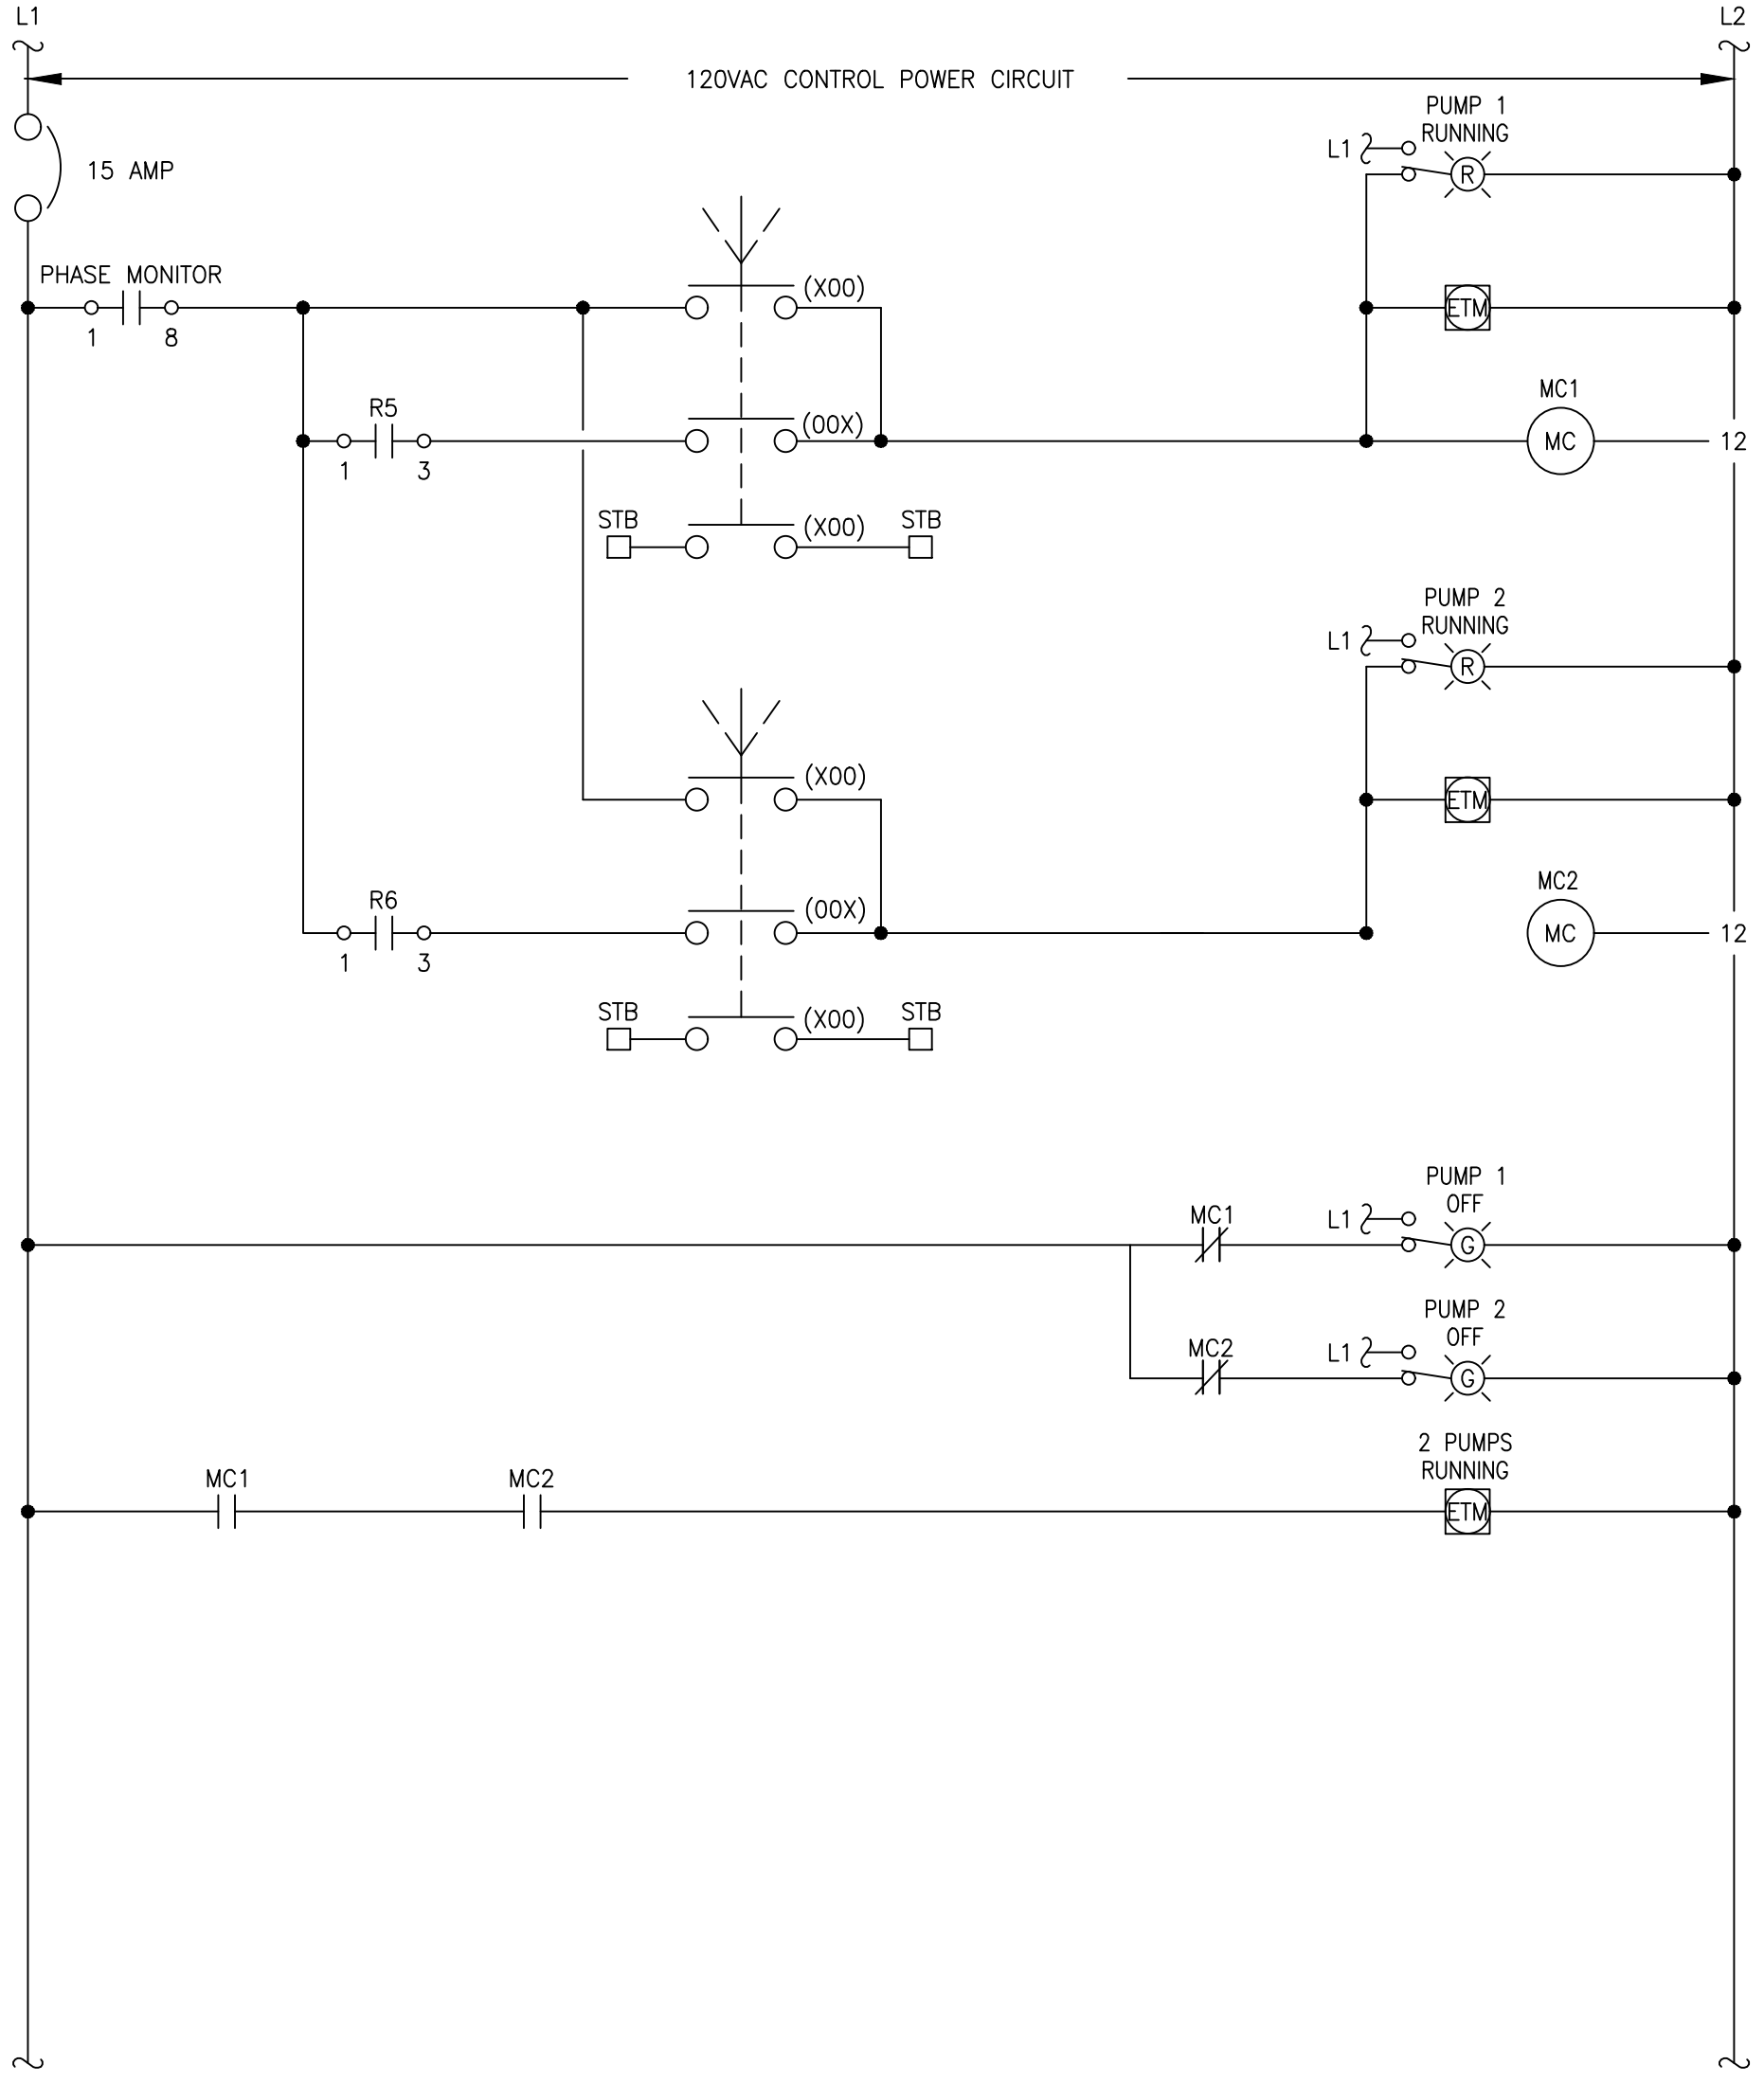 L1
L2
120VAC CONTROL POWER CIRCUIT
PUMP 1
RUNNING
L1
R
15 AMP
PHASE MONITOR
1
8
(X00)
ETM
R5
1
3
(00X)
MC1
MC
12
STB
(X00)
STB
PUMP 2
RUNNING
L1
R
(X00)
ETM
R6
1
3
(00X)
MC2
MC
12
STB
(X00)
STB
PUMP 1
OFF
MC1
L1
G
PUMP 2
OFF
MC2
L1
G
2 PUMPS
RUNNING
MC1
MC2
ETM